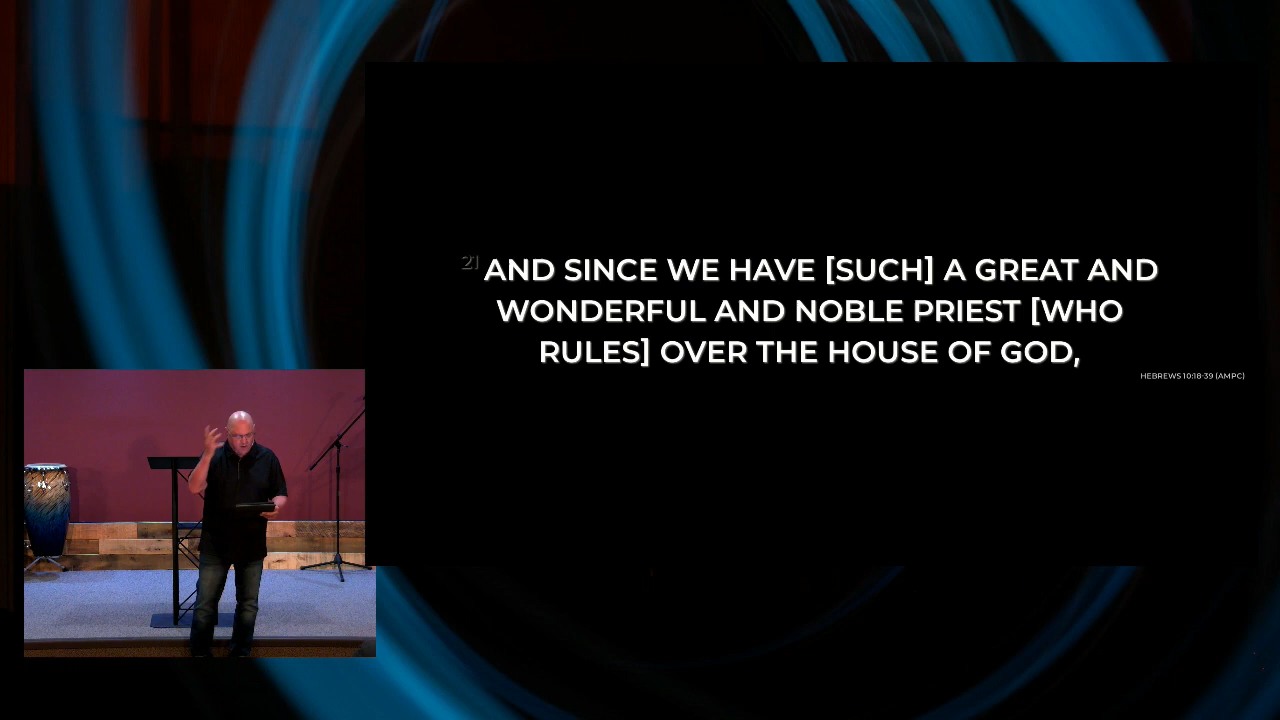 21 AND SINCE WE HAVE [SUCH] A GREAT AND
WONDERFUL AND NOBLE PRIEST [WHO
RULES] OVER THE HOUSE OF GOD,
HEBREWS 10:18-39 (AMPC)